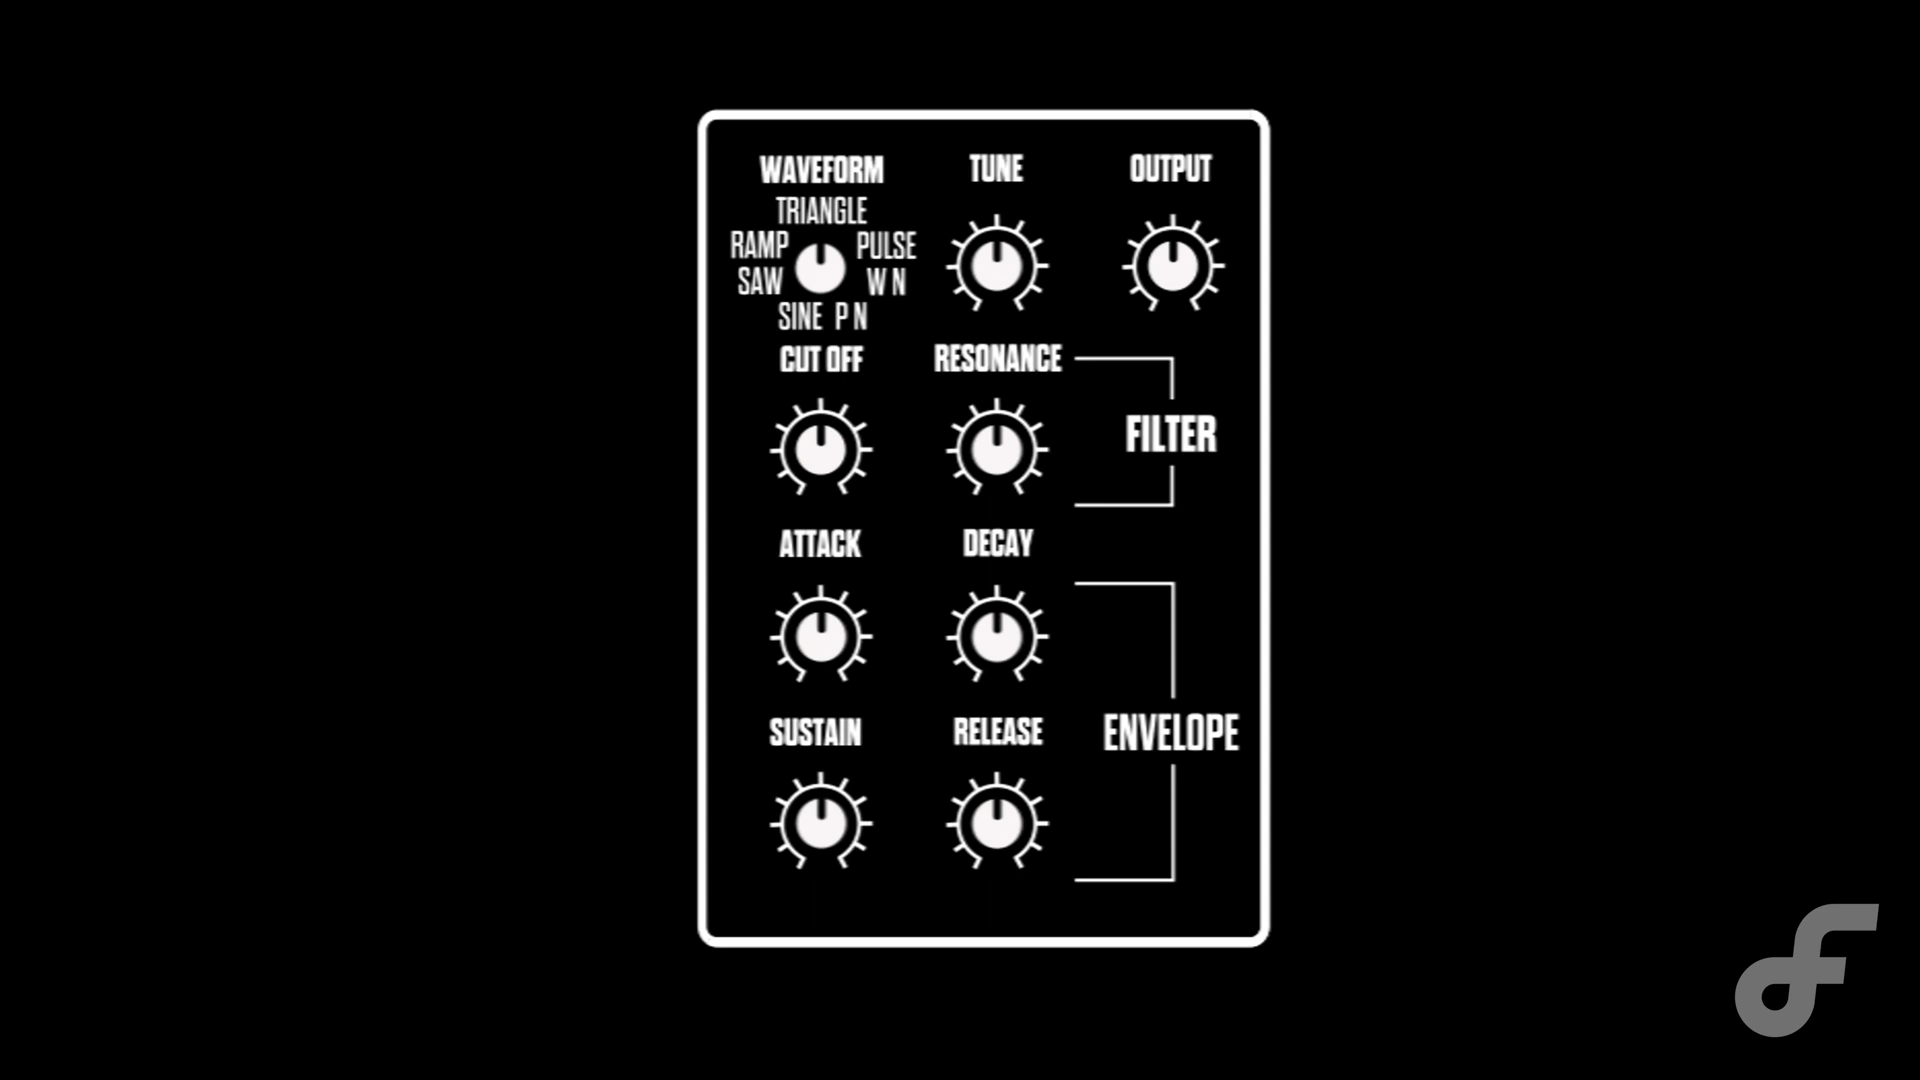 WAVEFORM
TUNE
OUTPUT
TRIANGLE
RAMP
PULSE
SAW
W N
SINE P N
CUT OFF
RESONANCE
FILTER
ATTACK
DECAY
SUSTAIN
RELEASE
ENVELOPE